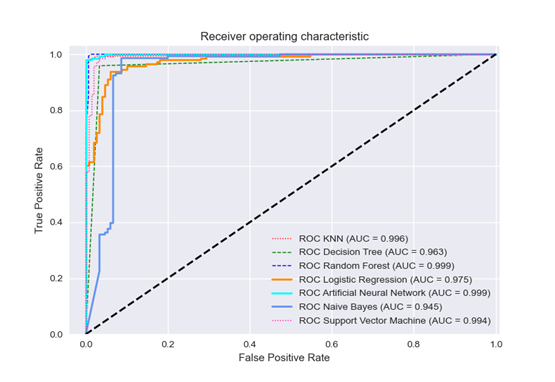 Receiver operating characteristic
1.0
0.8
0.6
0.4
0.2
0.0
True Positive Rate
ROC KNN (AUC = 0.996)
ROC Decision Tree (AUC = 0.963)
ROC Random Forest (AUC = 0.999)
ROC Logistic Regression (AUC = 0.975)
ROC Artificial Neural Network (AUC = 0.999)
ROC Naive Bayes (AUC = 0.945)
ROC Support Vector Machine (AUC = 0.994)
0.0 0.2 0.4 0.6 0.8 1.0
False Positive Rate